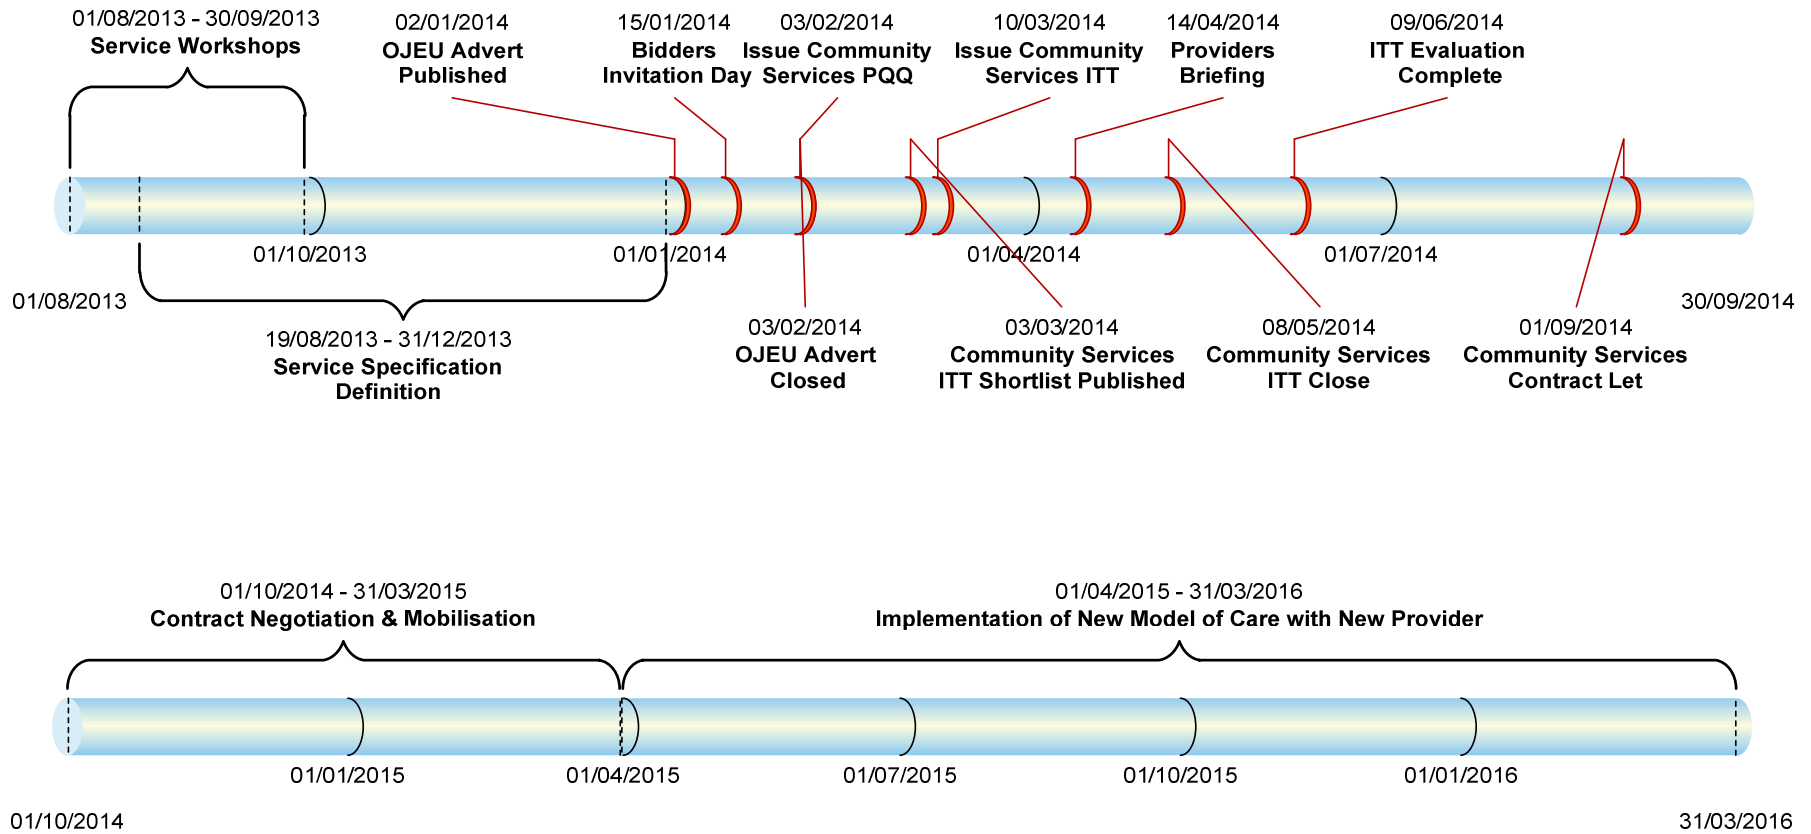 01/08/2013 - 30/09/2013
Service Workshops
02/01/2014
OJEU Advert
Published
15/01/2014
Bidders
Invitation Day
03/02/2014
Issue Community
Services PQQ
10/03/2014
Issue Community
Services ITT
14/04/2014
Providers
Briefing
09/06/2014
ITT Evaluation
Complete
01/10/2013
01/01/2014
01/04/2014
01/07/2014
01/08/2013
30/09/2014
19/08/2013 - 31/12/2013
Service Specification
Definition
03/02/2014
OJEU Advert
Closed
03/03/2014
Community Services
ITT Shortlist Published
08/05/2014
Community Services
ITT Close
01/09/2014
Community Services
Contract Let
01/10/2014 - 31/03/2015
Contract Negotiation & Mobilisation
01/04/2015 - 31/03/2016
Implementation of New Model of Care with New Provider
01/01/2015
01/04/2015
01/07/2015
01/10/2015
01/01/2016
01/10/2014
31/03/2016